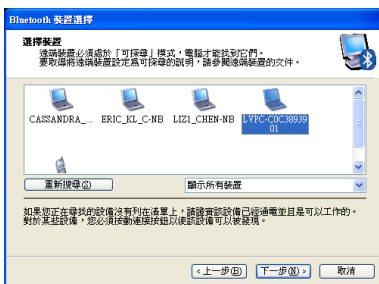 Bluetooth 裝置選擇
選擇裝置
遠端裝置必須處於「可探尋」模式，電腦才能找到它們。
要取得將遠端裝置設定為可探尋的說明，請參閱遠端裝置的文件。
CASSANDRA_... ERIC_KL_C-NB LIZ1_CHEN-NB LYPC-C0C38939
01
重新搜尋(S) 顯示所有裝置
如果您正在尋找的設備沒有列在清單上，請證實該設備已經通電並且是可以工作的。
對於某些設備，您必須按動連接按鈕以使該設備可以被發現。
<上一步(B) 下一步(N)> 取消